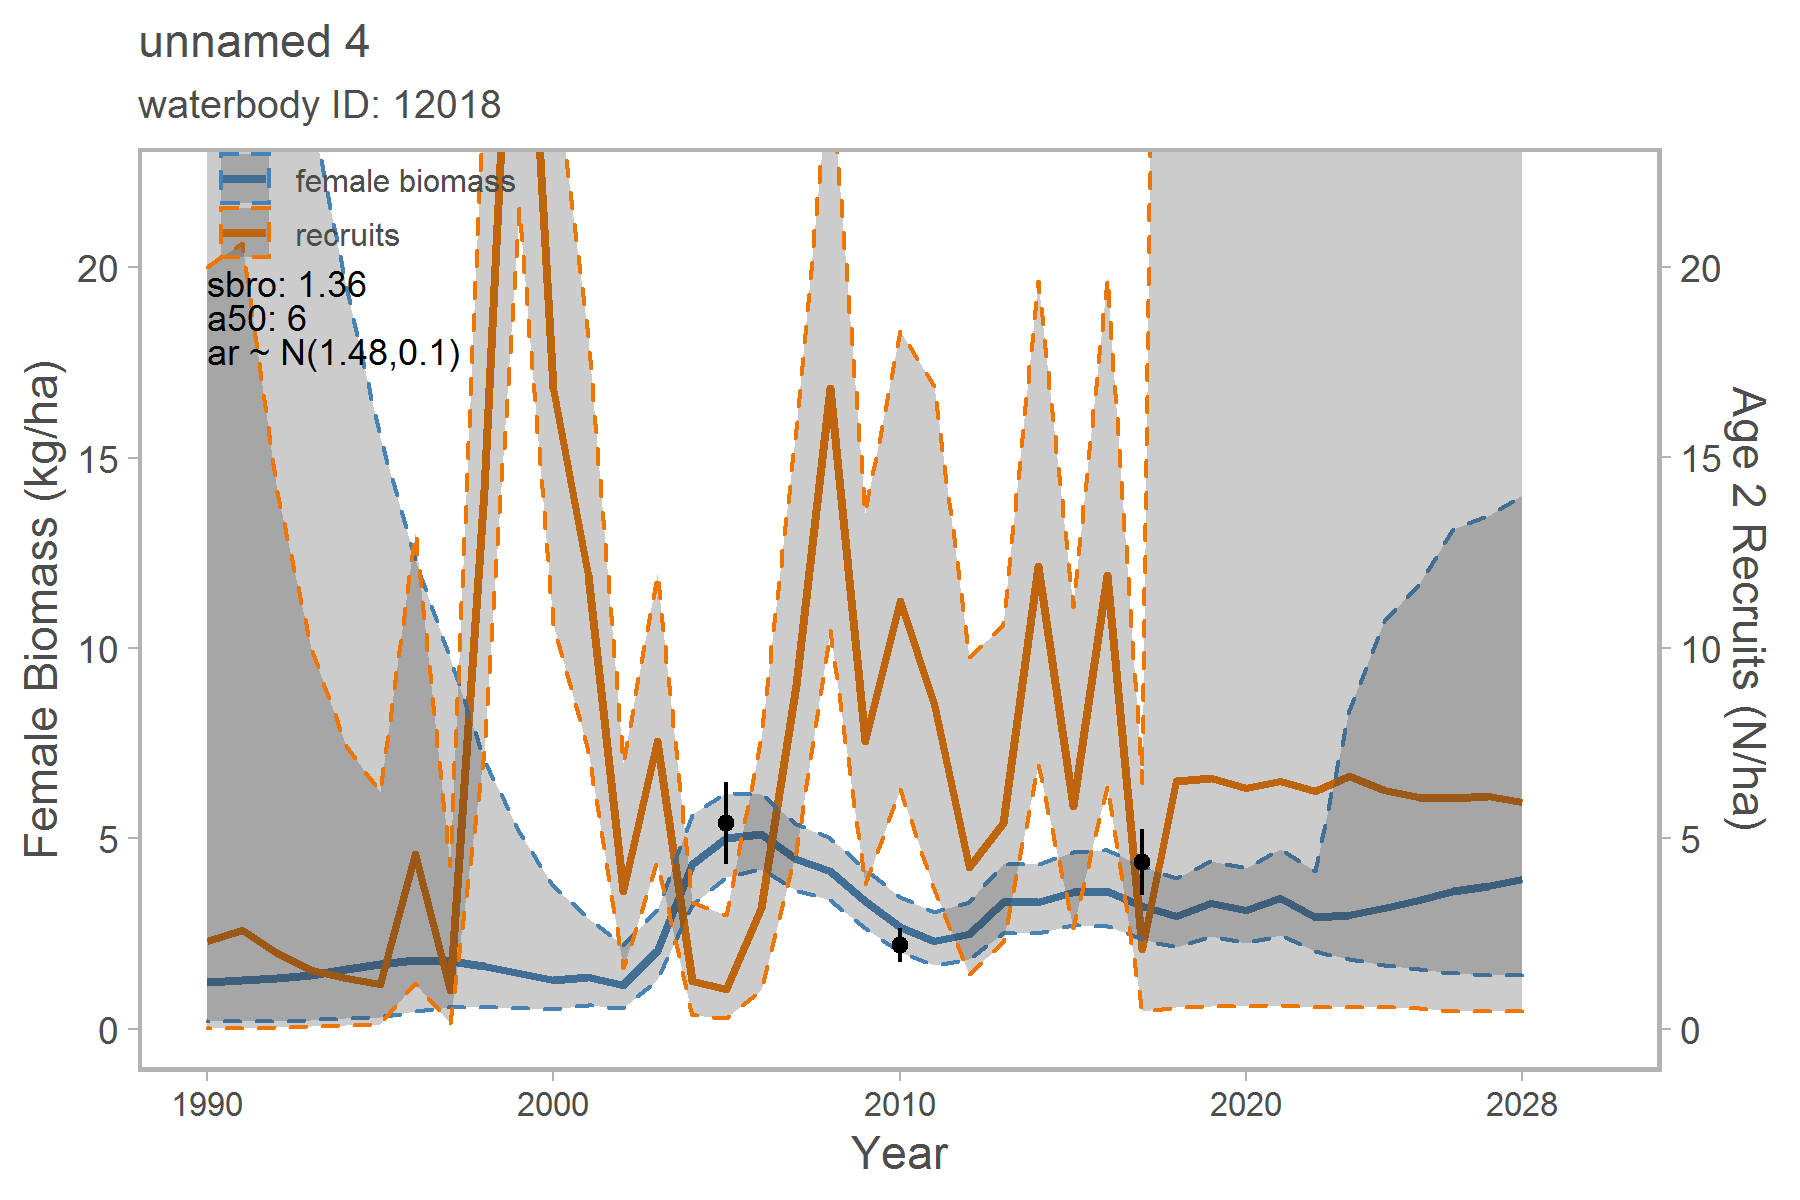 unnamed 4
waterbody ID: 12018
female biomass
recruits
sbro: 1.36
a50: 6
ar ~ N(1.48,0.1)
Female Biomass (kg/ha)
20
15
10
5
0
Age 2 Recruits (N/ha)
20
15
10
5
0
1990
2000
2010
2020
2028
Year